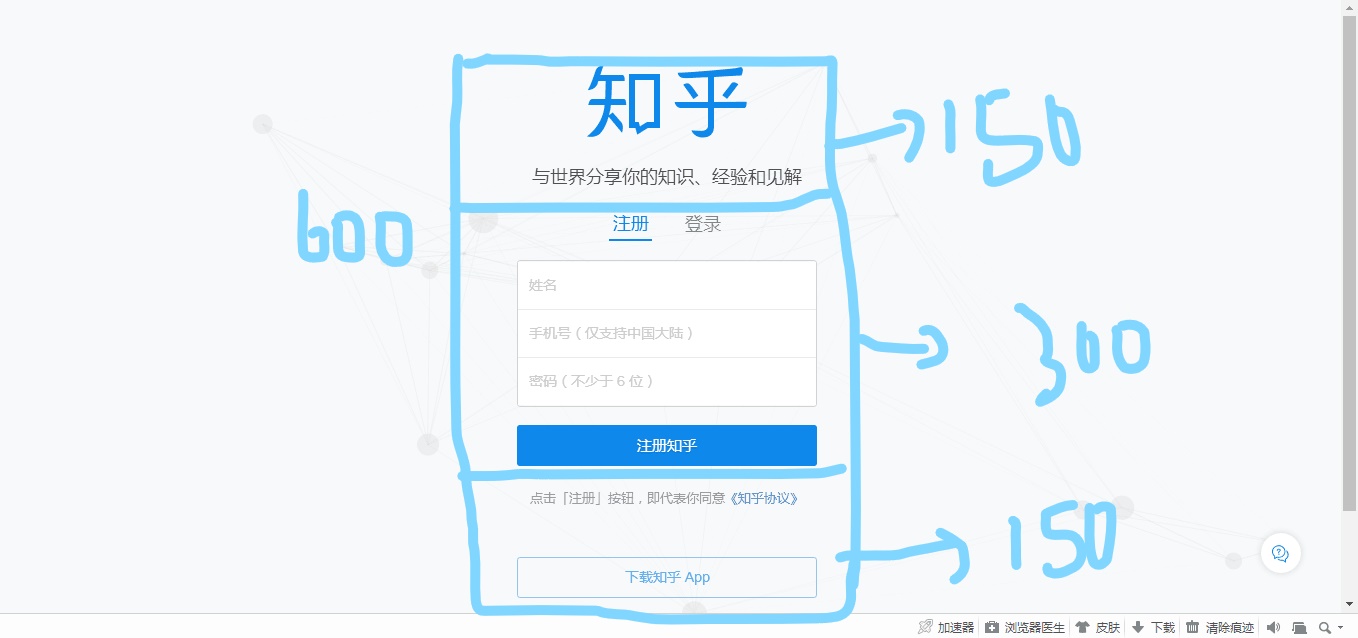 知乎
150
与世界分享你的知识、经验和见解
600
注册 登录
姓名
手机号（仅支持中国大陆）
300
密码（不少于 6 位）
注册知乎
点击「注册」按钮，即代表你同意《知乎协议》
150
下载知乎 App
加速器 浏览器医生 皮肤 下载 清除痕迹